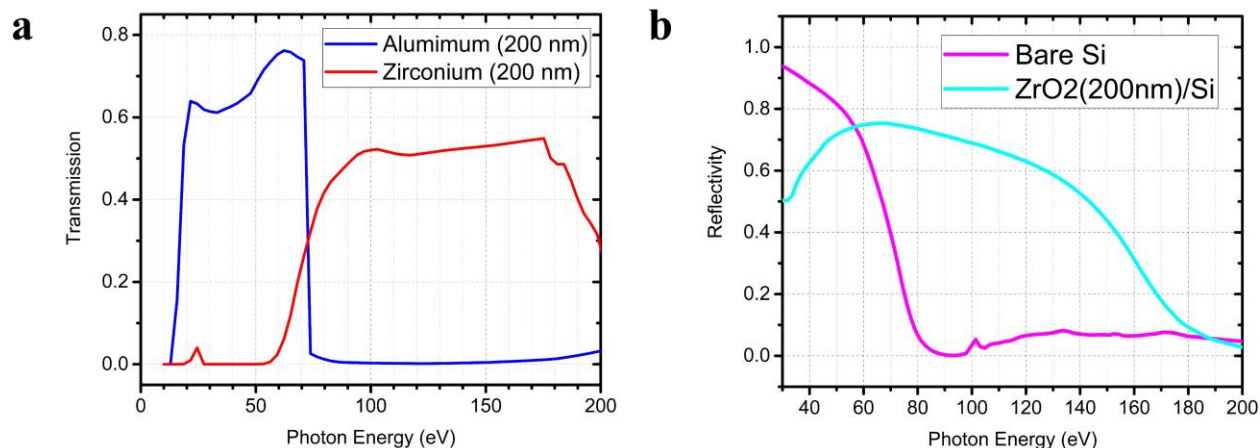 a
Alumimum (200 nm)
Zirconium (200 nm)
Transmission
0.8
0.6
0.4
0.2
0.0
0 50 100 150 200
Photon Energy (eV)
b
Bare Si
ZrO2(200nm)/Si
Reflectivity
1.0
0.8
0.6
0.4
0.2
0.0
40 60 80 100 120 140 160 180 200
Photon Energy (eV)